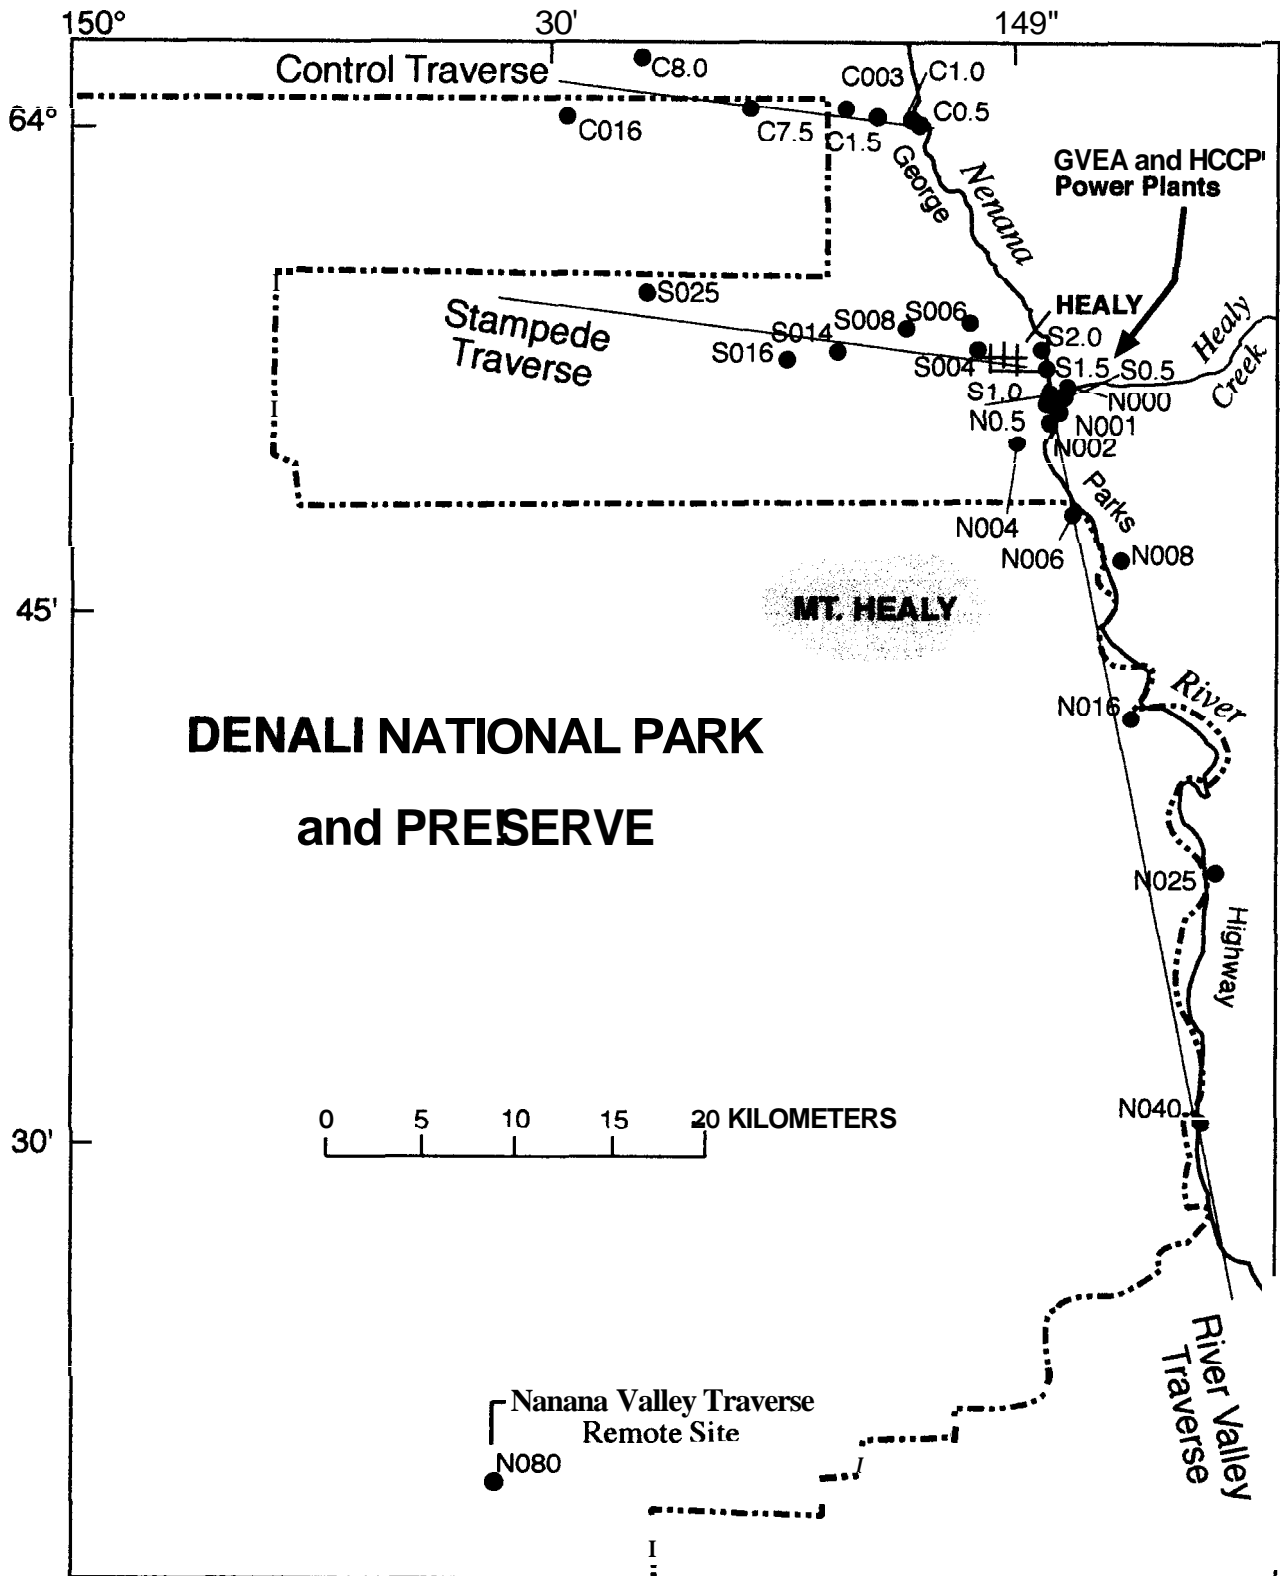 150°
30'
149"
Control Traverse
C8.0
C003
C1.0
C0.5
64°
C016
C7.5
C1.5
George
Nenana
GVEA and HCCP
Power Plants
S025
Stampede
Traverse
HEALY
Healy
Creek
S014
S008
S006
S2.0
S016
S004
S1.5
S0.5
S1.0
N000
N0.5
N001
N002
Parks
N004
N006
N008
45'
MT. HEALY
River
N016
DENALI NATIONAL PARK
and PRESERVE
N025
Highway
N040
0 5 10 15 20 KILOMETERS
30'
River Valley
Traverse
Nanana Valley Traverse
Remote Site
N080